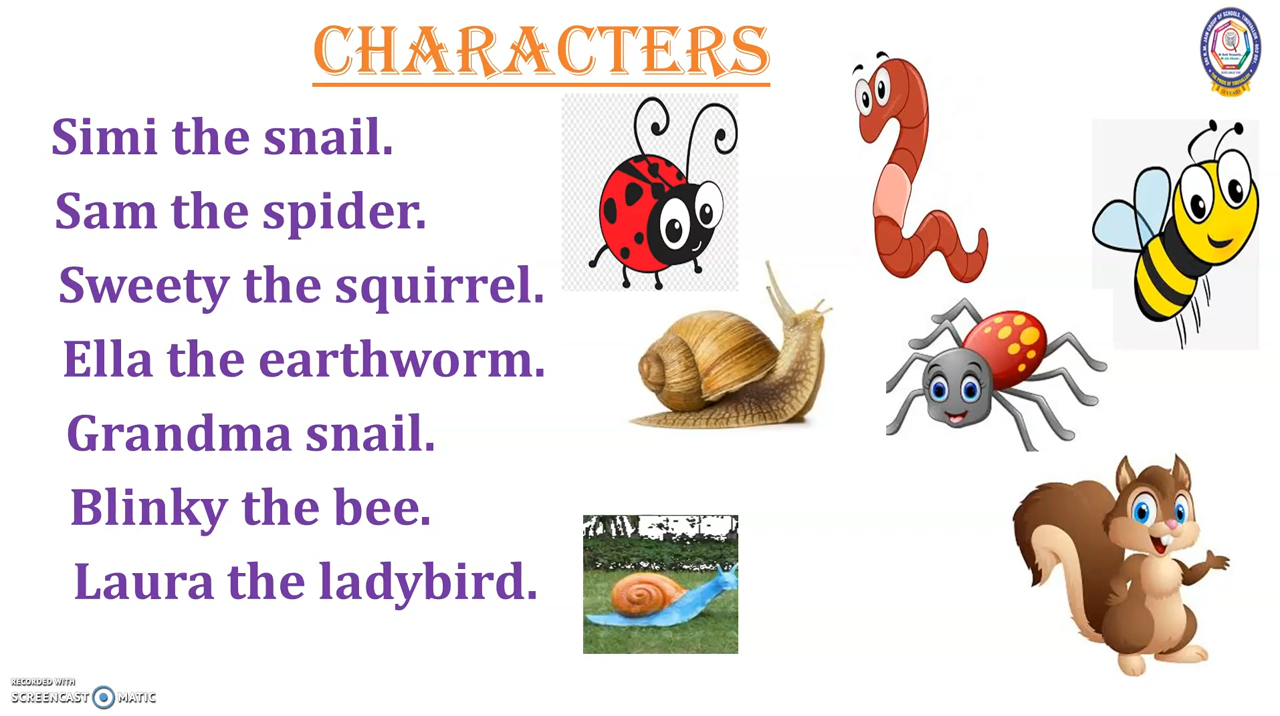 CHARACTERS
Simi the snail.
Sam the spider.
Sweety the squirrel.
Ella the earthworm.
Grandma snail.
Blinky the bee.
Laura the ladybird.
RECORDED WITH
SCREENCAST MATIC